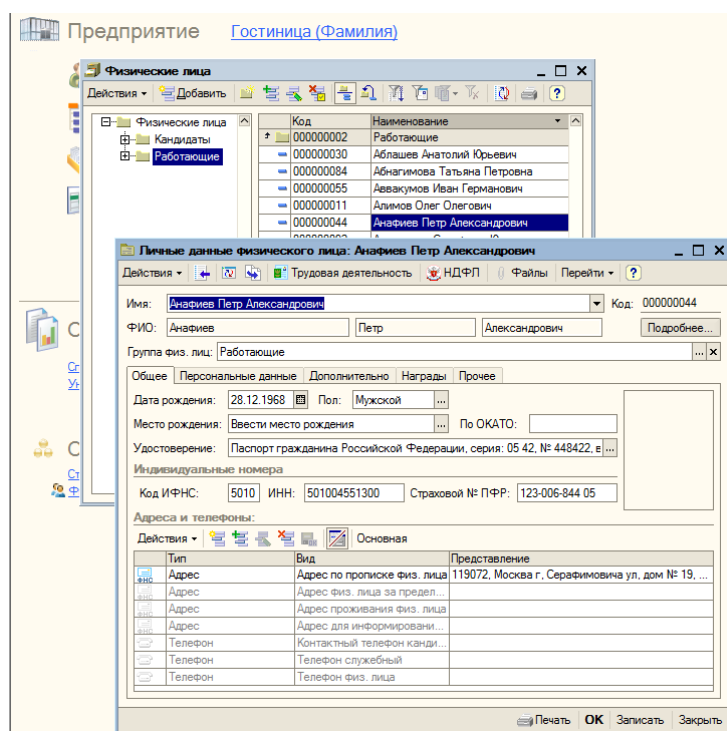 Предприятие Гостиница (Фамилия)
Физические лица
Действия Добавить
Физические лица
Кандидаты
Работающие
Код Наименование
000000002 Работающие
000000030 Аблашев Анатолий Юрьевич
000000084 Абнагимова Татьяна Петровна
000000055 Аввакумов Иван Германович
000000011 Алимов Олег Олегович
000000044 Анафиев Петр Александрович
Личные данные физического лица: Анафиев Петр Александрович
Действия Трудовая деятельность НДФЛ Файлы Перейти
Имя: Анафиев Петр Александрович Код: 000000044
ФИО: Анафиев Петр Александрович Подробнее...
Группа физ. лиц: Работающие
Общее Персональные данные Дополнительно Награды Прочее
Дата рождения: 28.12.1968 Пол: Мужской
Место рождения: Ввести место рождения По ОКАТО:
Удостоверение: Паспорт гражданина Российской Федерации, серия: 05 42, № 448422, в
Индивидуальные номера
Код ИФНС: 5010 ИНН: 501004551300 Страховой № ПФР: 123-006-844 05
Адреса и телефоны:
Действия Основная
Тип Вид Представление
Адрес Адрес по прописке физ. лица 119072, Москва г, Серафимовича ул, дом № 19, ...
Адрес Адрес физ. лица за предел...
Адрес Адрес проживания физ. лица
Адрес Адрес для информировани...
Телефон Контактный телефон канди...
Телефон Телефон служебный
Телефон Телефон физ. лица
Печать OK Записать Закрыть